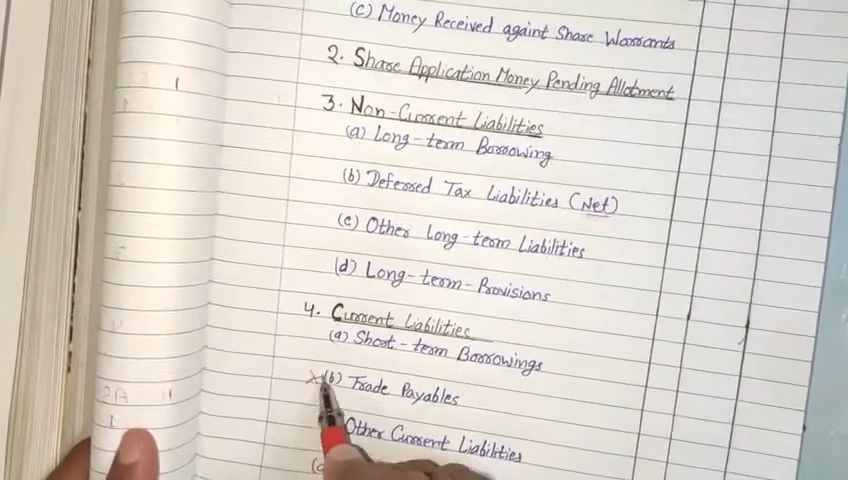 (c) Money Received againt Share Warrants
2. Share Application Money Pending Allotment
3. Non-Current Liabilities
(a) Long-term Borrowing
(b) Deferred Tax Liabilities (Net)
(c) Other Long-term Liabilities
(d) Long-term-Provisions
4. Current Liabilities
(a) Short-term Borrowings
(b) Trade Payables
Other Current Liabilities